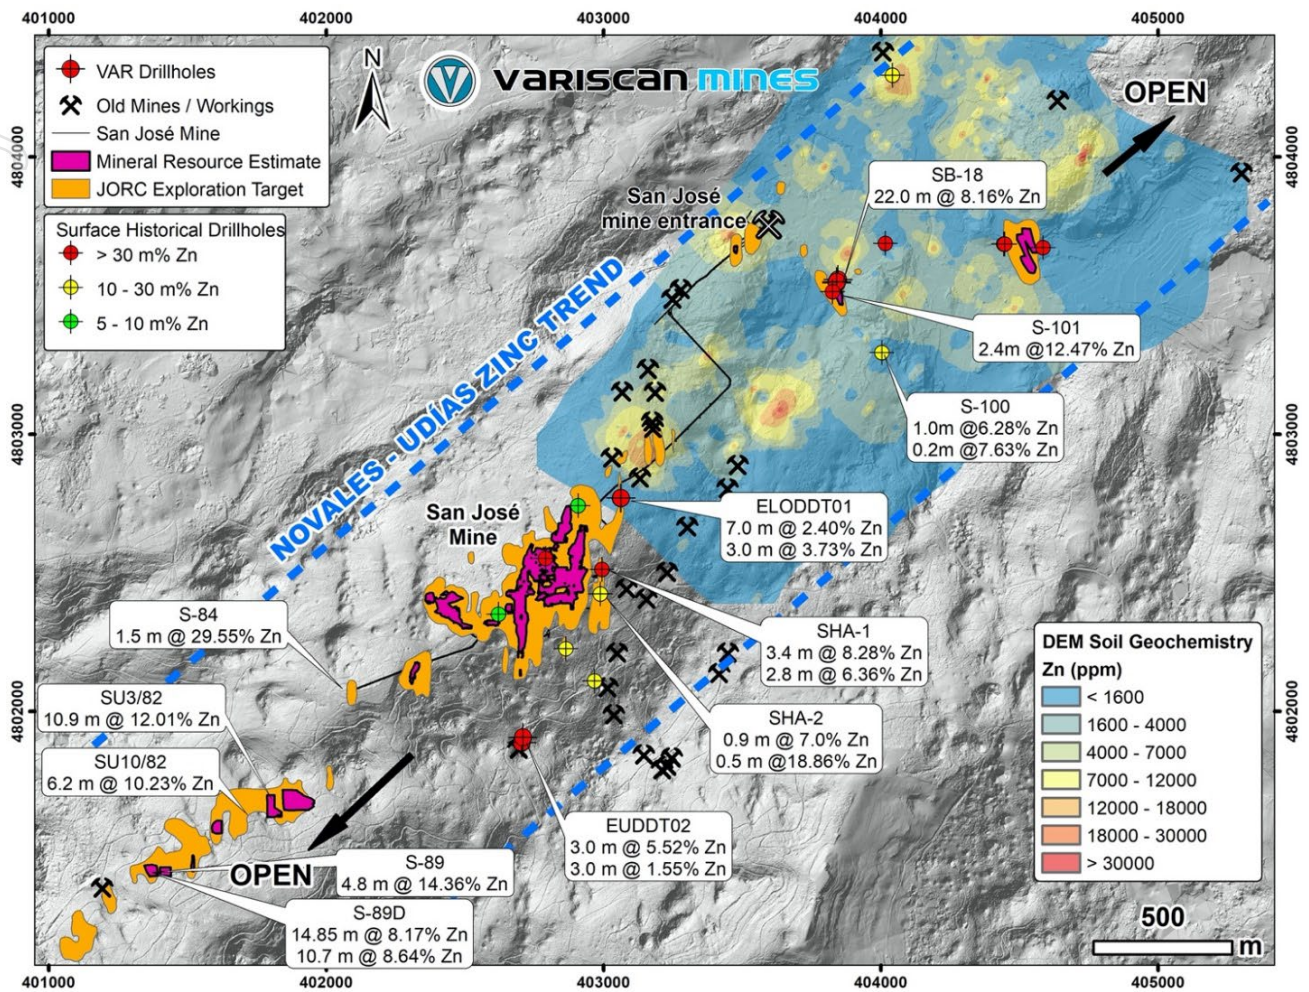 401000
402000
403000
404000
405000
VAR Drillholes
Old Mines / Workings
San José Mine
Mineral Resource Estimate
JORC Exploration Target
Surface Historical Drillholes
> 30 m% Zn
10 - 30 m% Zn
5 - 10 m% Zn
N
VARISCAN MINES
OPEN
4804000
4804000
San José
mine entrance
SB-18
22.0 m @ 8.16% Zn
S-101
2.4m @12.47% Zn
S-100
1.0m @6.28% Zn
0.2m @7.63% Zn
NOVALES - UDÍAS ZINC TREND
4803000
4803000
San José
Mine
ELODDT01
7.0 m @ 2.40% Zn
3.0 m @ 3.73% Zn
S-84
1.5 m @ 29.55% Zn
SHA-1
3.4 m @ 8.28% Zn
2.8 m @ 6.36% Zn
SU3/82
10.9 m @ 12.01% Zn
SHA-2
0.9 m @ 7.0% Zn
0.5 m @18.86% Zn
4802000
4802000
SU10/82
6.2 m @ 10.23% Zn
EUDDT02
3.0 m @ 5.52% Zn
3.0 m @ 1.55% Zn
OPEN
S-89
4.8 m @ 14.36% Zn
S-89D
14.85 m @ 8.17% Zn
10.7 m @ 8.64% Zn
DEM Soil Geochemistry
Zn (ppm)
< 1600
1600 - 4000
4000 - 7000
7000 - 12000
12000 - 18000
18000 - 30000
> 30000
500
m
401000
402000
403000
404000
405000